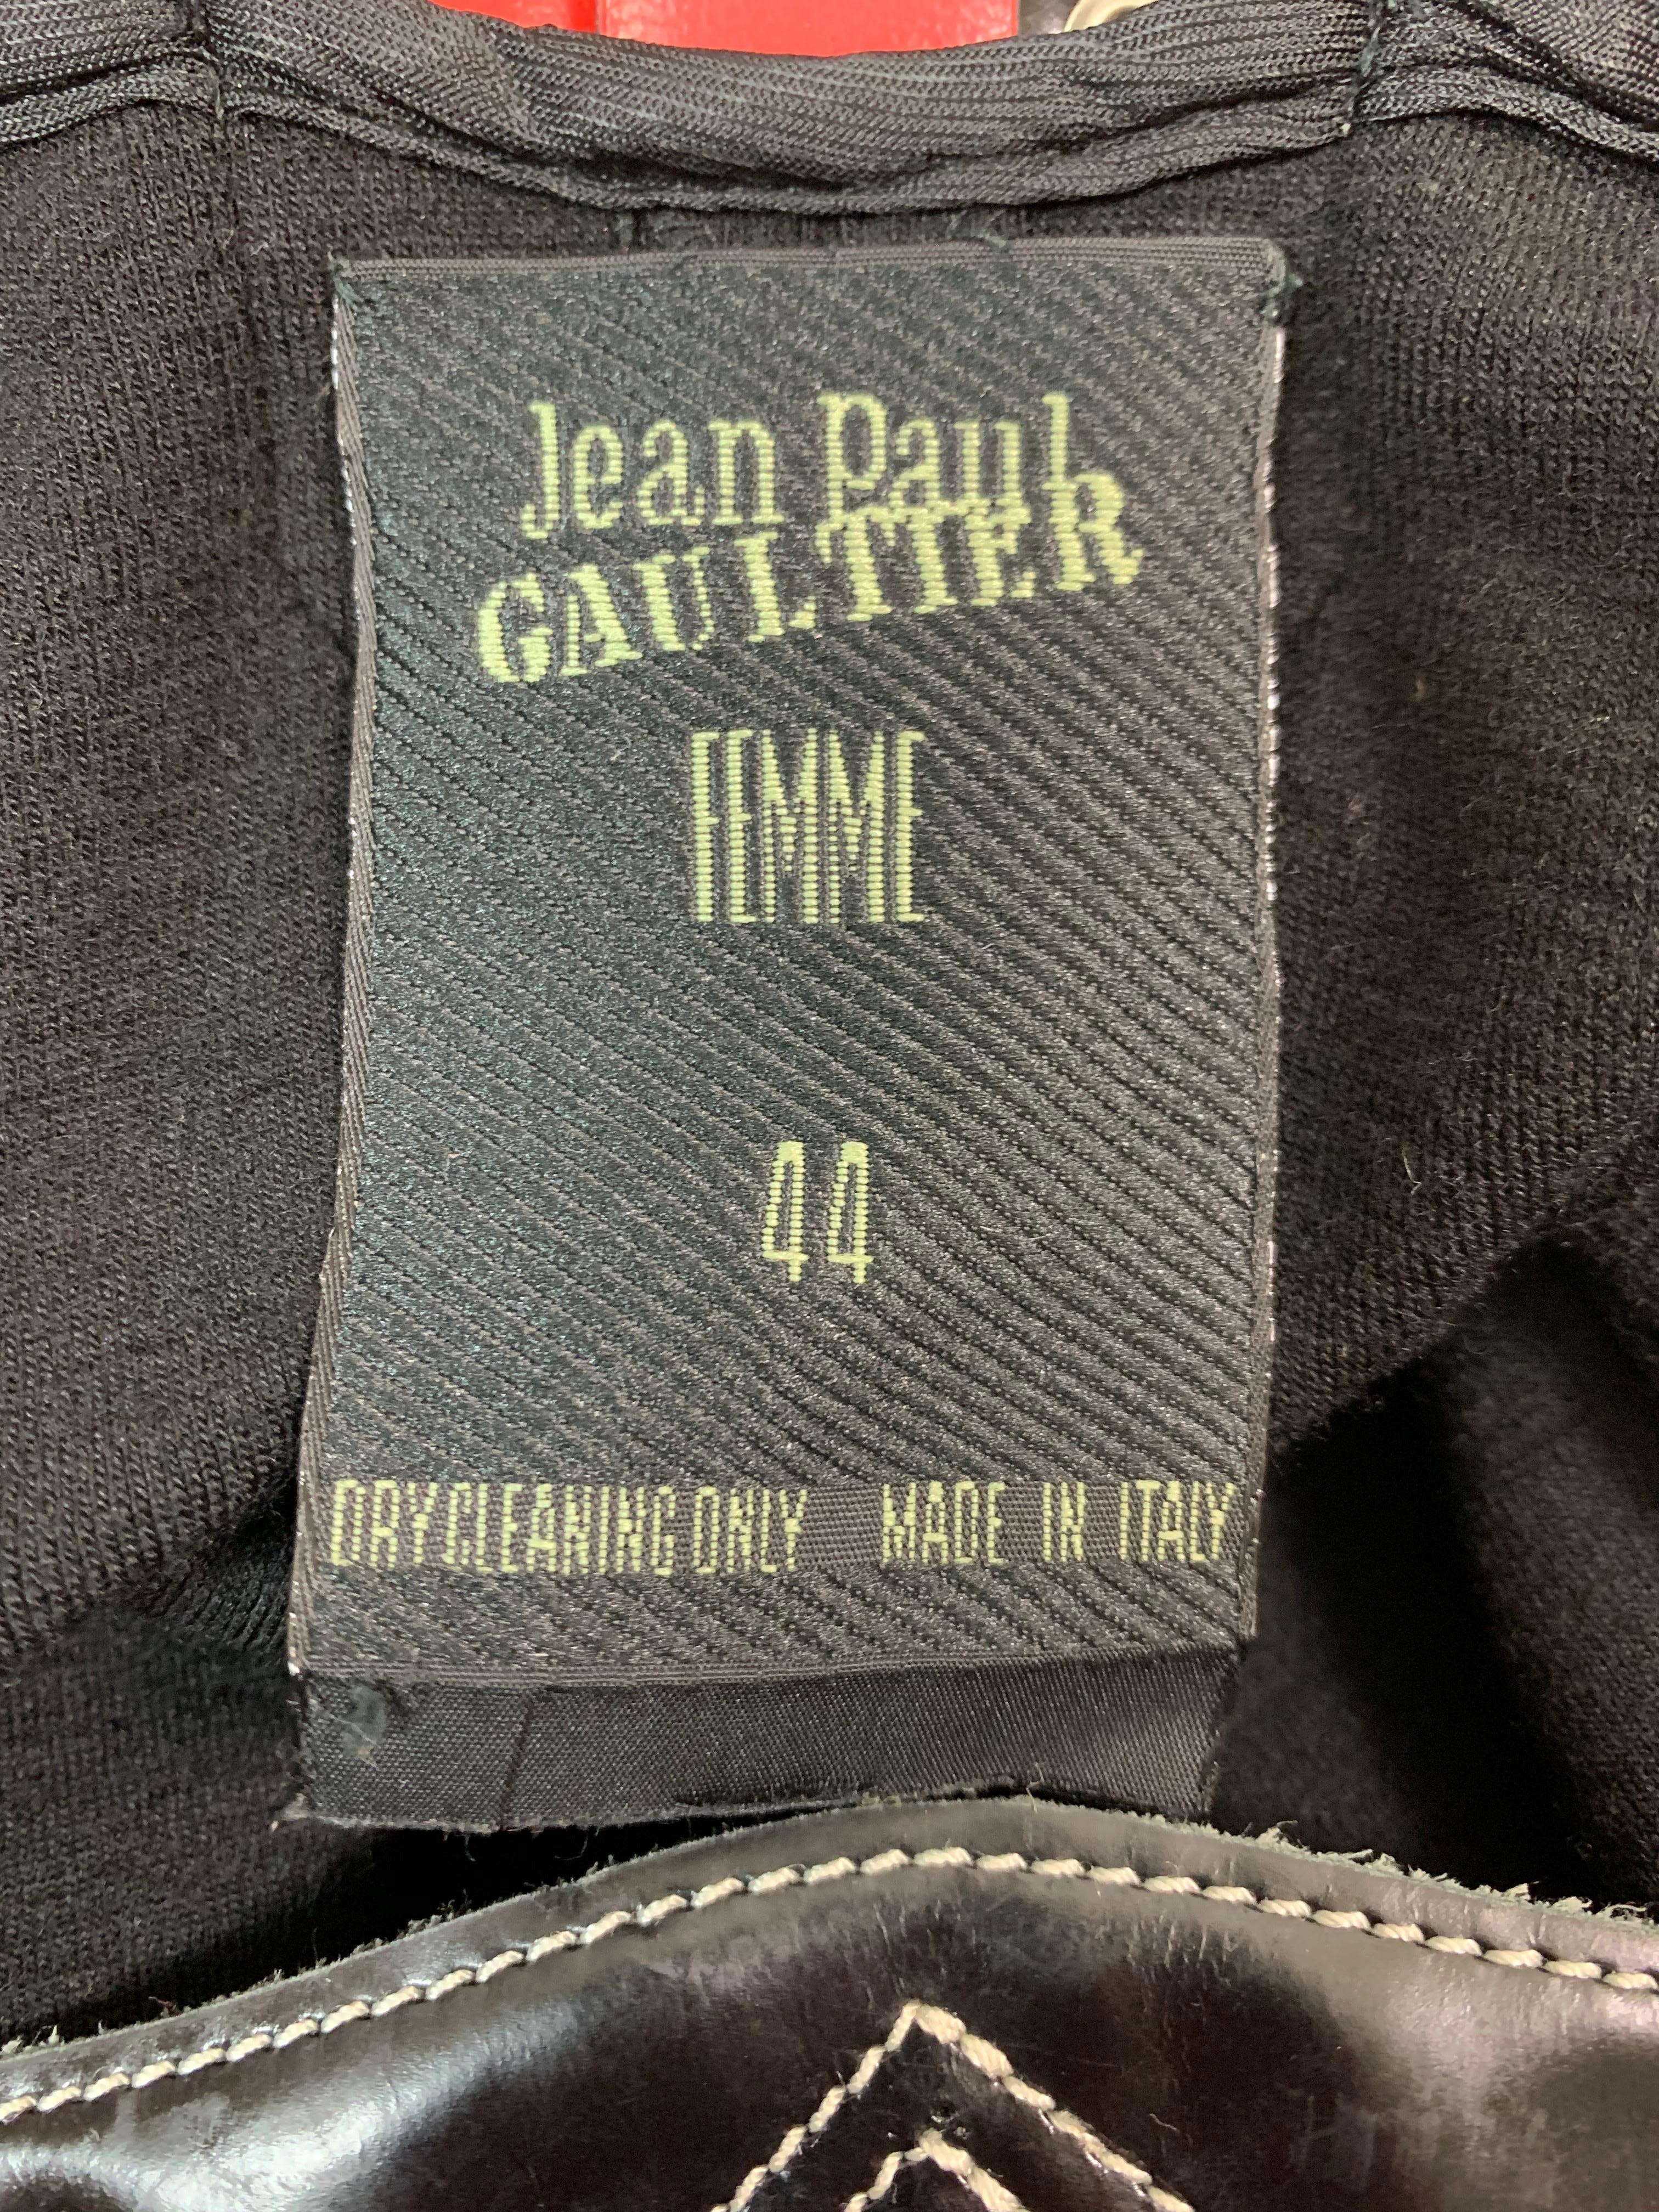 Jean Paul
GAULTIER
FEMME
44
DRY CLEANING ONLY MADE IN ITALY